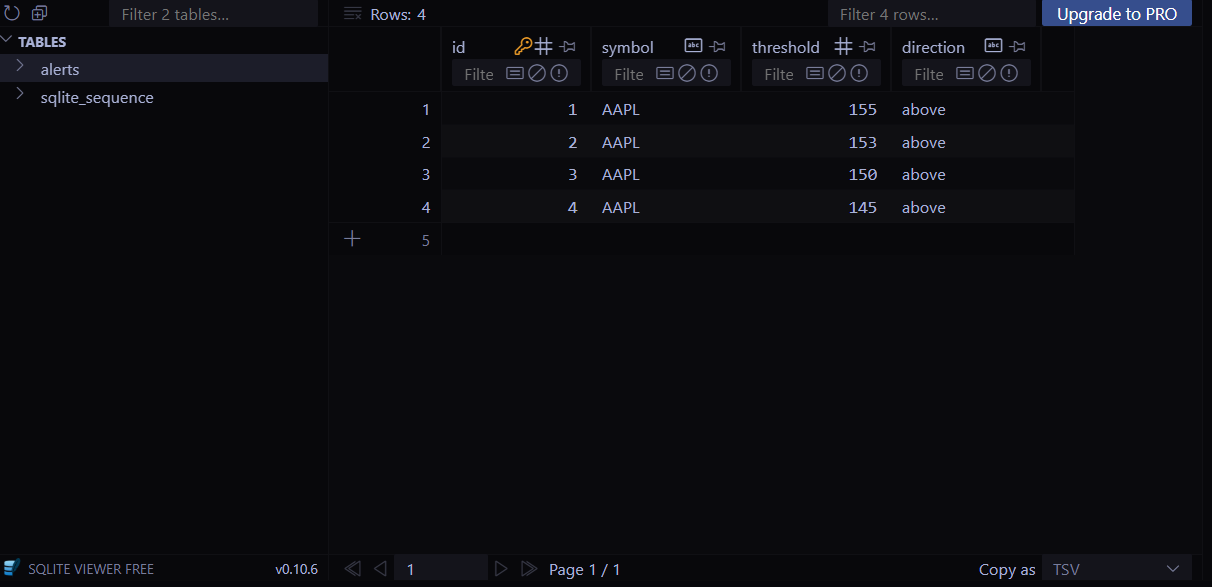 Filter 2 tables...
Rows: 4
Filter 4 rows...
Upgrade to PRO
TABLES
alerts
sqlite_sequence
id symbol threshold direction
Filte Filte Filte Filte
1 1 AAPL 155 above
2 2 AAPL 153 above
3 3 AAPL 150 above
4 4 AAPL 145 above
5
SQLITE VIEWER FREE v0.10.6
1 Page 1 / 1
Copy as TSV